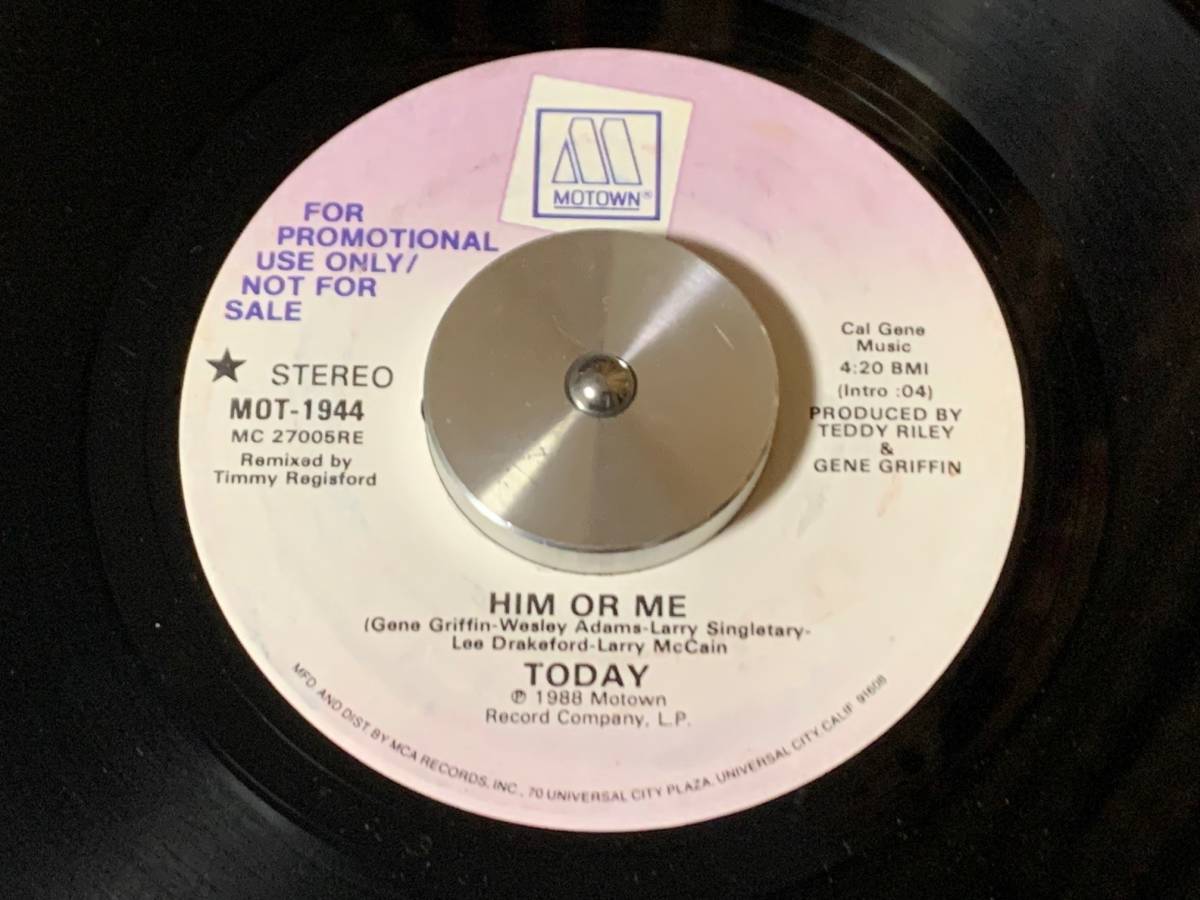 MOTOWN®
FOR
PROMOTIONAL
USE ONLY/
NOT FOR
SALE
★ STEREO
MOT-1944
MC 27005RE
Remixed by
Timmy Regisford
Cal Gene
Music
4:20 BMI
(Intro :04)
PRODUCED BY
TEDDY RILEY
&
GENE GRIFFIN
HIM OR ME
(Gene Griffin-Wesley Adams-Larry Singletary-
Lee Drakeford-Larry McCain
TODAY
℗ 1988 Motown
Record Company, L.P.
MFD. AND DIST. BY MCA RECORDS, INC., 70 UNIVERSAL CITY PLAZA, UNIVERSAL CITY, CALIF. 91608